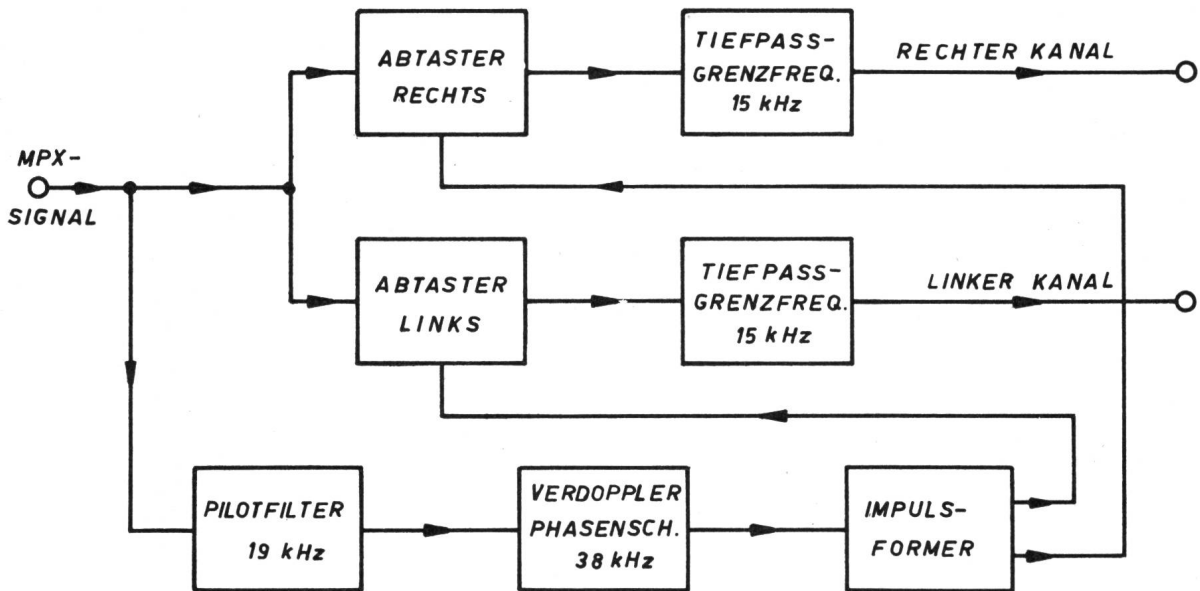 ABTASTER
RECHTS
TIEFPASS-
GRENZFREQ.
15 kHz
RECHTER KANAL
MPX-
SIGNAL
ABTASTER
LINKS
TIEFPASS-
GRENZFREQ.
15 kHz
LINKER KANAL
PILOTFILTER
19 kHz
VERDOPPLER
PHASENSCH.
38 kHz
IMPULS-
FORMER